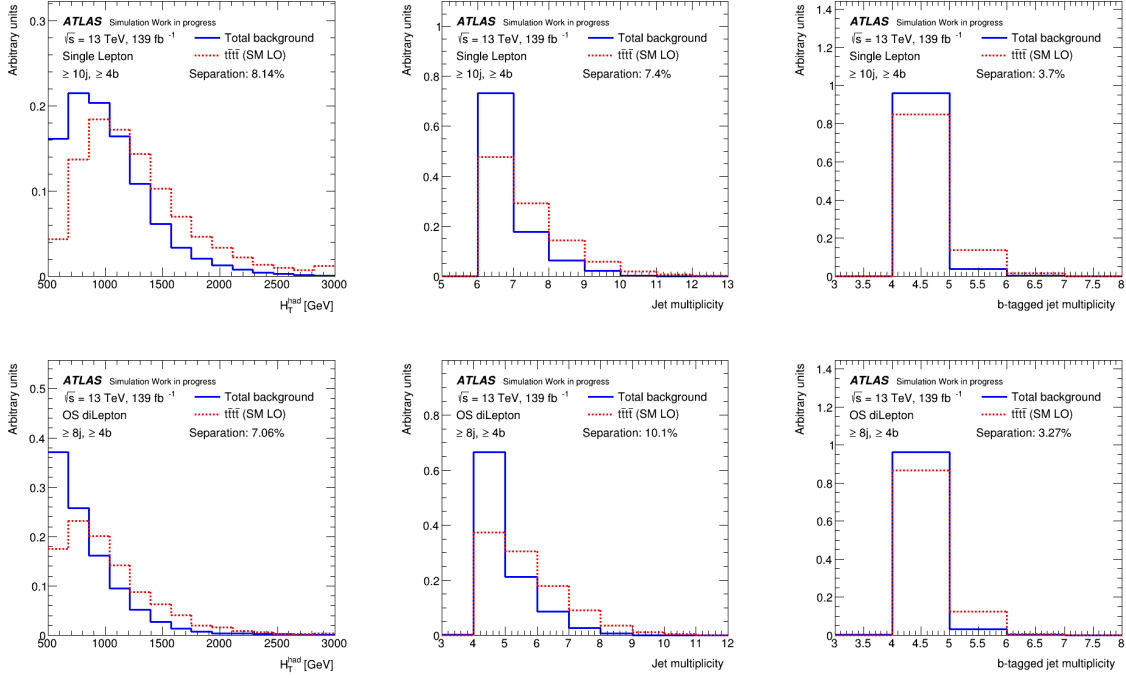 Arbitrary units
ATLAS Simulation Work in progress
√s = 13 TeV, 139 fb -1
Single Lepton
≥ 10j, ≥ 4b
Total background
tt̄tt̄ (SM LO)
Separation: 8.14%
0.3
0.2
0.1
0
500 1000 1500 2000 2500 3000
H_T^had [GeV]
Arbitrary units
ATLAS Simulation Work in progress
√s = 13 TeV, 139 fb -1
Single Lepton
≥ 10j, ≥ 4b
Total background
tt̄tt̄ (SM LO)
Separation: 7.4%
1
0.8
0.6
0.4
0.2
0
5 6 7 8 9 10 11 12 13
Jet multiplicity
Arbitrary units
ATLAS Simulation Work in progress
√s = 13 TeV, 139 fb -1
Single Lepton
≥ 10j, ≥ 4b
Total background
tt̄tt̄ (SM LO)
Separation: 3.7%
1.4
1.2
1
0.8
0.6
0.4
0.2
0
3 3.5 4 4.5 5 5.5 6 6.5 7 7.5 8
b-tagged jet multiplicity
Arbitrary units
ATLAS Simulation Work in progress
√s = 13 TeV, 139 fb -1
OS diLepton
≥ 8j, ≥ 4b
Total background
tt̄tt̄ (SM LO)
Separation: 7.06%
0.5
0.4
0.3
0.2
0.1
0
500 1000 1500 2000 2500 3000
H_T^had [GeV]
Arbitrary units
ATLAS Simulation Work in progress
√s = 13 TeV, 139 fb -1
OS diLepton
≥ 8j, ≥ 4b
Total background
tt̄tt̄ (SM LO)
Separation: 10.1%
0.8
0.6
0.4
0.2
0
3 4 5 6 7 8 9 10 11 12
Jet multiplicity
Arbitrary units
ATLAS Simulation Work in progress
√s = 13 TeV, 139 fb -1
OS diLepton
≥ 8j, ≥ 4b
Total background
tt̄tt̄ (SM LO)
Separation: 3.27%
1.4
1.2
1
0.8
0.6
0.4
0.2
0
3 3.5 4 4.5 5 5.5 6 6.5 7 7.5 8
b-tagged jet multiplicity